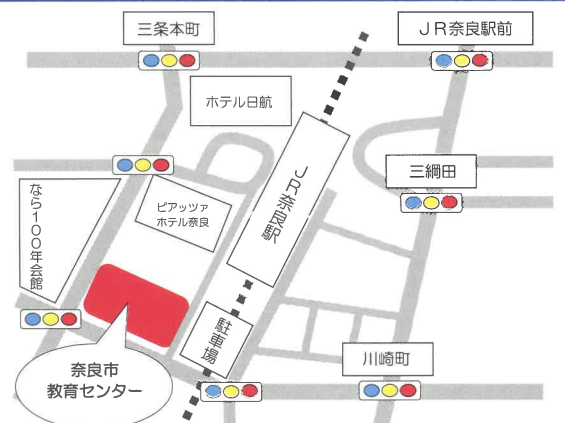 三条本町
ＪＲ奈良駅前
ホテル日航
ＪＲ奈良駅
三綱田
ピアッツァ
ホテル奈良
なら１００年会館
駐車場
川崎町
奈良市
教育センター